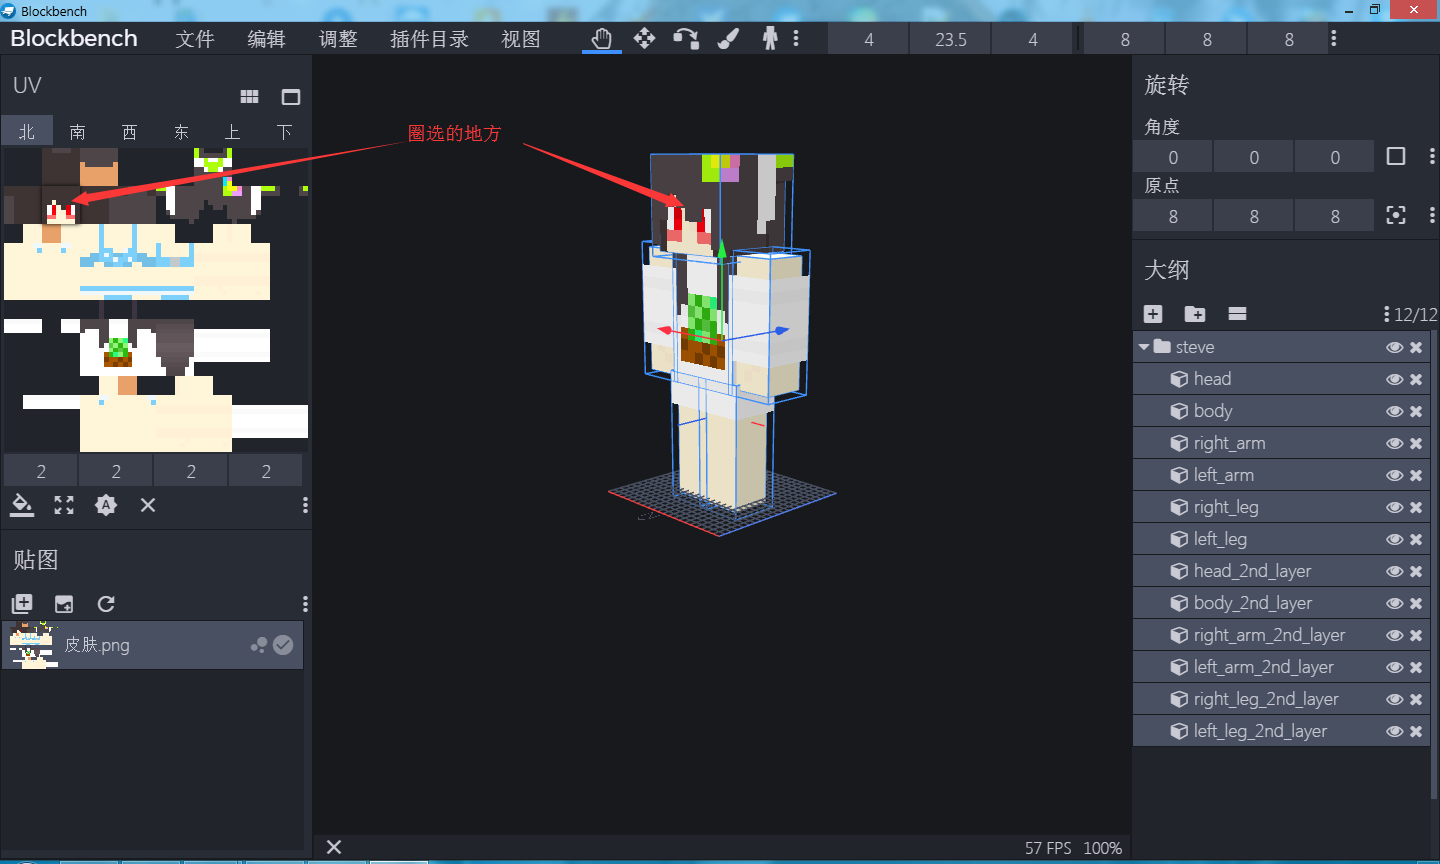 Blockbench
Blockbench 文件 编辑 调整 插件目录 视图 4 23.5 4 8 8 8
UV
北 南 西 东 上 下
2 2 2 2
A
贴图
皮肤.png
圈选的地方
57 FPS 100%
旋转
角度
0 0 0
原点
8 8 8
大纲
12/12
steve
head
body
right_arm
left_arm
right_leg
left_leg
head_2nd_layer
body_2nd_layer
right_arm_2nd_layer
left_arm_2nd_layer
right_leg_2nd_layer
left_leg_2nd_layer